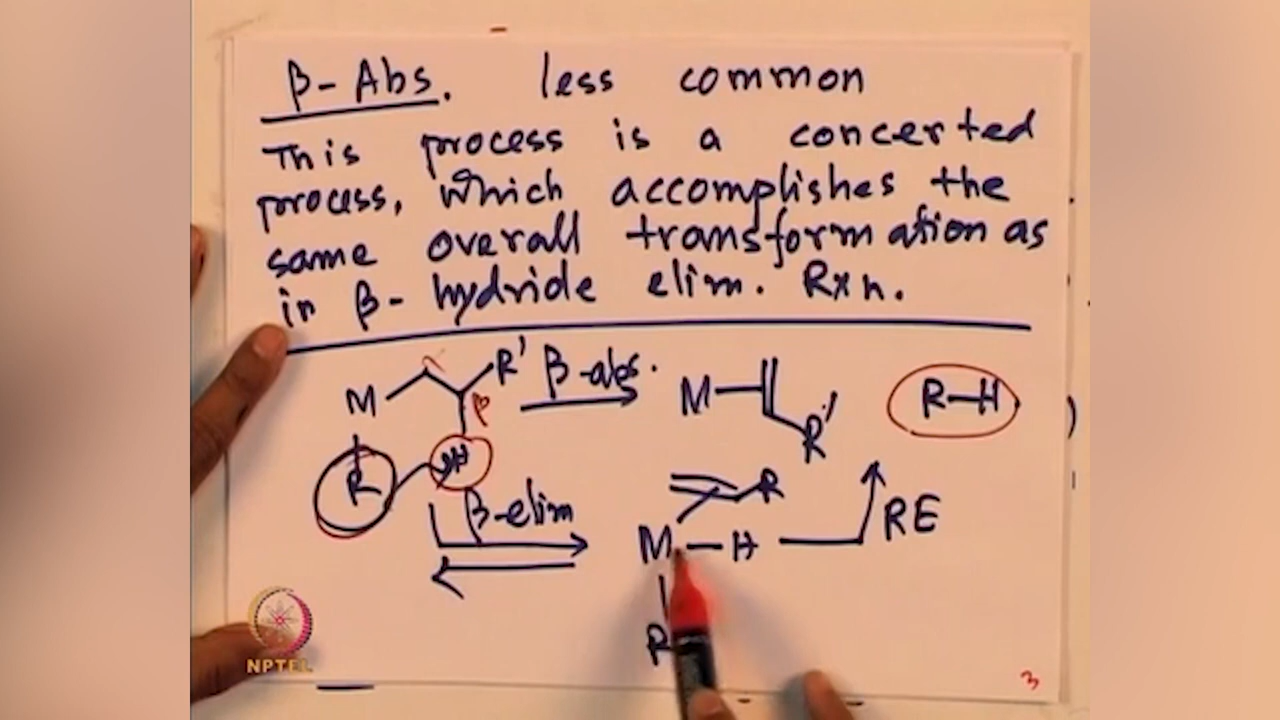 β-Abs. less common
This process is a concerted
process, which accomplishes the
same overall transformation as
in β-hydride elim. Rxn.
M R' β-abs. M R' R-H
α β
R H
β-elim R
M-H RE
R
NPTEL
3